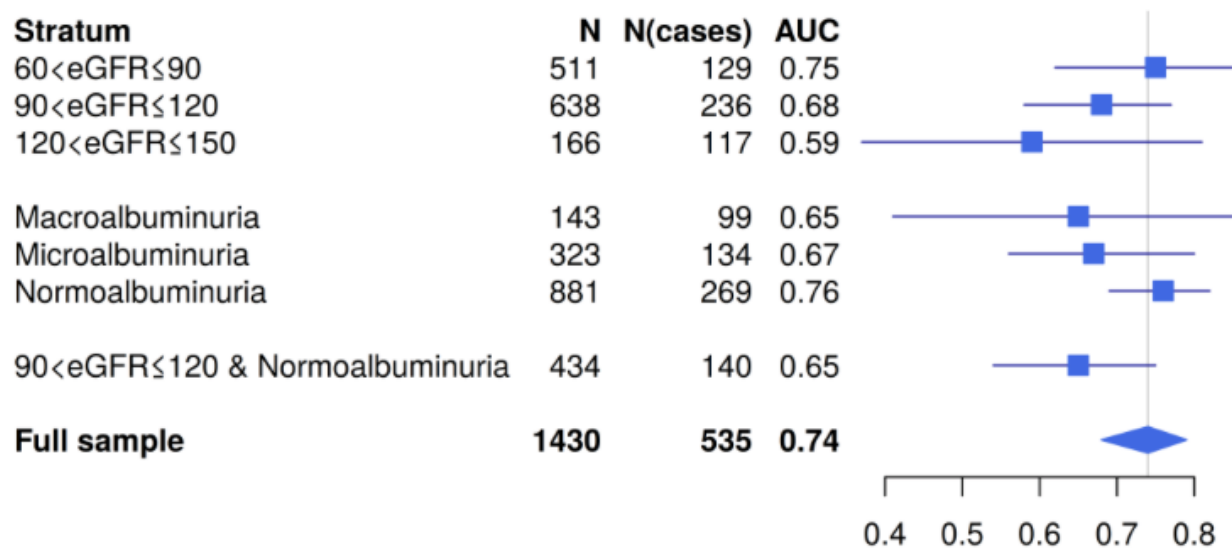 Stratum N N(cases) AUC
60<eGFR≤90 511 129 0.75
90<eGFR≤120 638 236 0.68
120<eGFR≤150 166 117 0.59
Macroalbuminuria 143 99 0.65
Microalbuminuria 323 134 0.67
Normoalbuminuria 881 269 0.76
90<eGFR≤120 & Normoalbuminuria 434 140 0.65
Full sample 1430 535 0.74
0.4 0.5 0.6 0.7 0.8